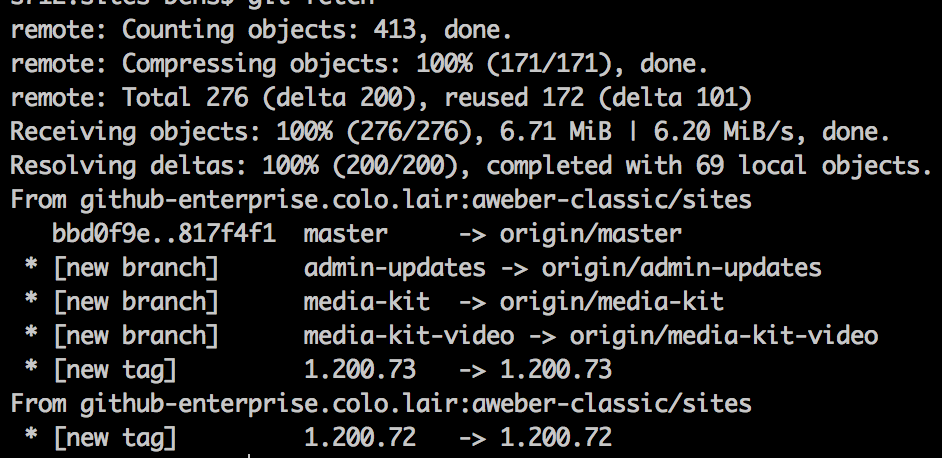 remote: Counting objects: 413, done.
remote: Compressing objects: 100% (171/171), done.
remote: Total 276 (delta 200), reused 172 (delta 101)
Receiving objects: 100% (276/276), 6.71 MiB | 6.20 MiB/s, done.
Resolving deltas: 100% (200/200), completed with 69 local objects.
From github-enterprise.colo.lair:aweber-classic/sites
   bbd0f9e..817f4f1  master     -> origin/master
 * [new branch]      admin-updates -> origin/admin-updates
 * [new branch]      media-kit  -> origin/media-kit
 * [new branch]      media-kit-video -> origin/media-kit-video
 * [new tag]         1.200.73   -> 1.200.73
From github-enterprise.colo.lair:aweber-classic/sites
 * [new tag]         1.200.72   -> 1.200.72